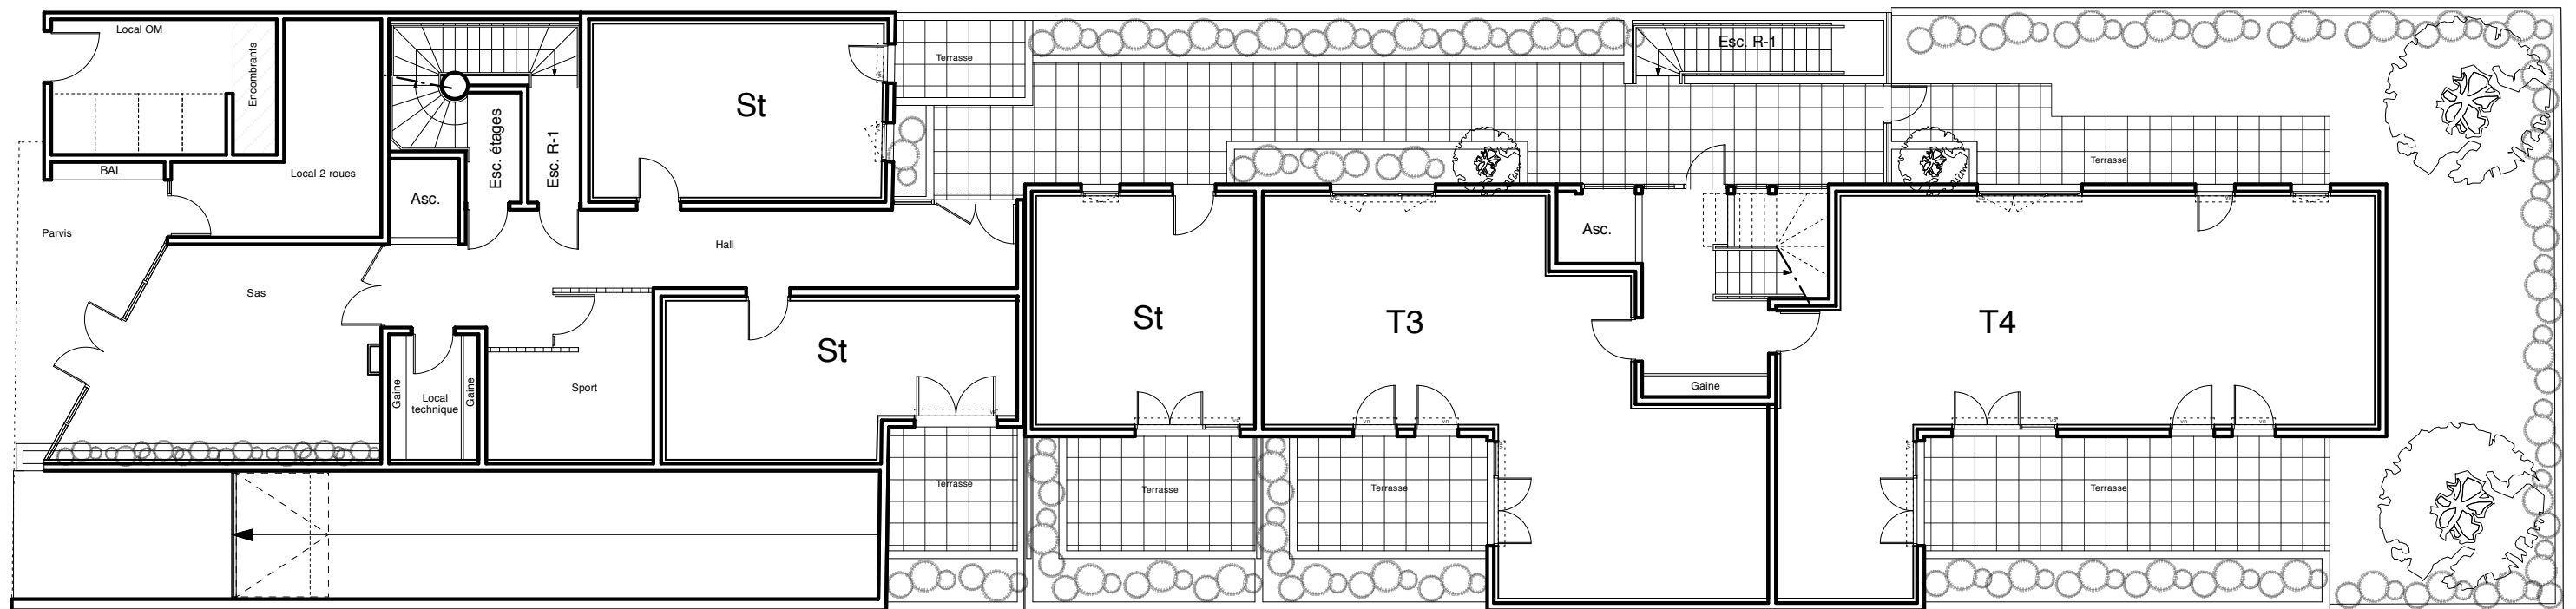 Local OM
Encombrants
BAL
Local 2 roues
Parvis
Sas
Asc.
Esc. étages
Esc. R-1
St
Terrasse
Hall
Gaine
Local
technique
Gaine
Sport
St
Terrasse
Esc. R-1
St
Terrasse
T3
Terrasse
Asc.
Gaine
T4
Terrasse
Terrasse